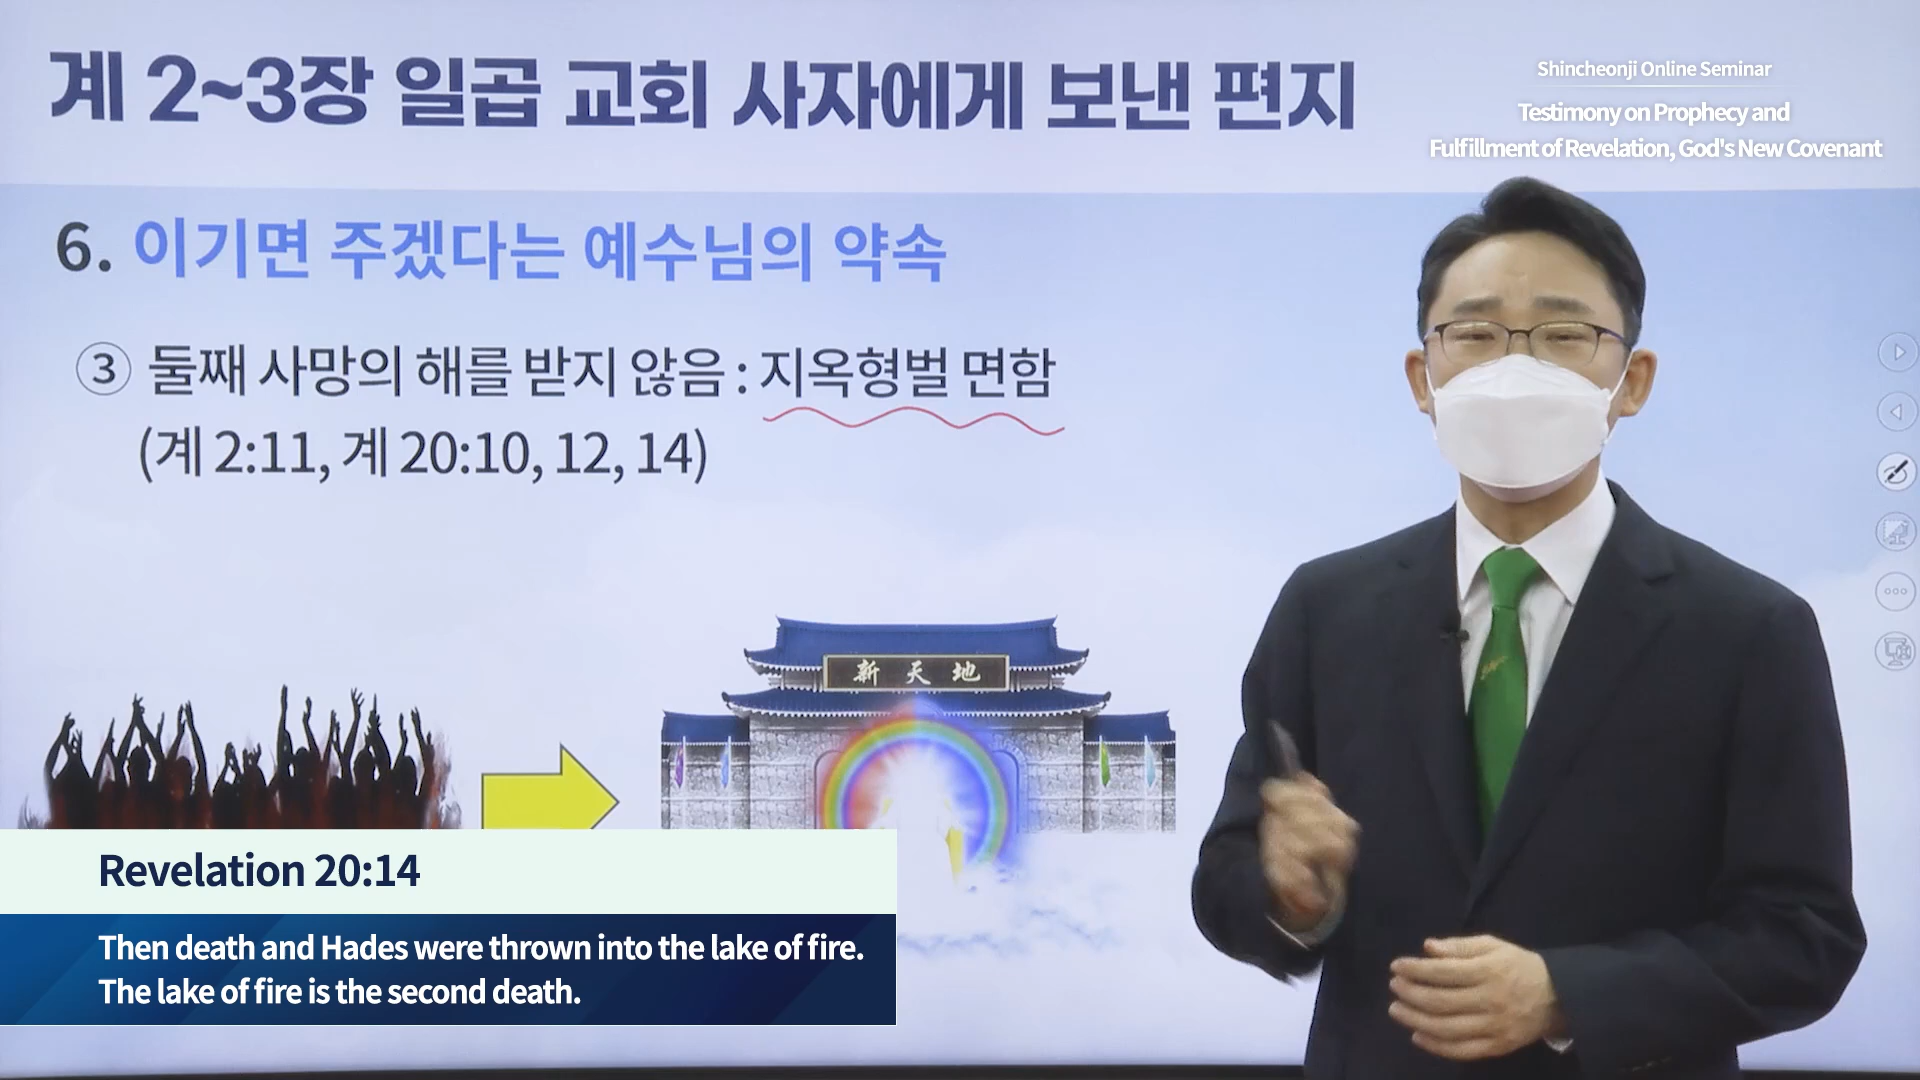 계 2~3장 일곱 교회 사자에게 보낸 편지
Shincheonji Online Seminar
Testimony on Prophecy and
Fulfillment of Revelation, God's New Covenant
6. 이기면 주겠다는 예수님의 약속
③ 둘째 사망의 해를 받지 않음 : 지옥형벌 면함
(계 2:11, 계 20:10, 12, 14)
新天地
Revelation 20:14
Then death and Hades were thrown into the lake of fire.
The lake of fire is the second death.